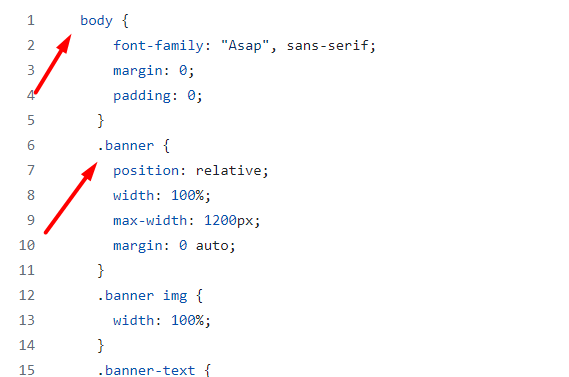 1 body {
2 font-family: "Asap", sans-serif;
3 margin: 0;
4 padding: 0;
5 }
6 .banner {
7 position: relative;
8 width: 100%;
9 max-width: 1200px;
10 margin: 0 auto;
11 }
12 .banner img {
13 width: 100%;
14 }
15 .banner-text {